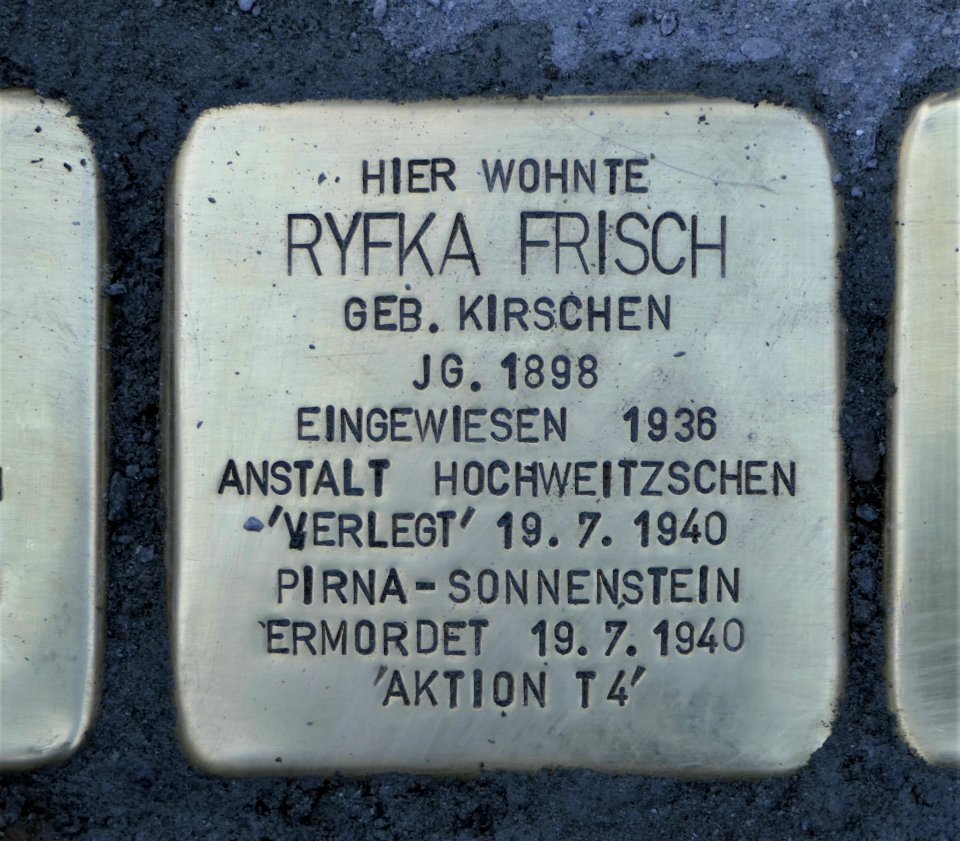 HIER WOHNTE
RYFKA FRISCH
GEB. KIRSCHEN
JG. 1898
EINGEWIESEN 1936
ANSTALT HOCHWEITZSCHEN
'VERLEGT' 19.7.1940
PIRNA-SONNENSTEIN
ERMORDET 19.7.1940
'AKTION T4'